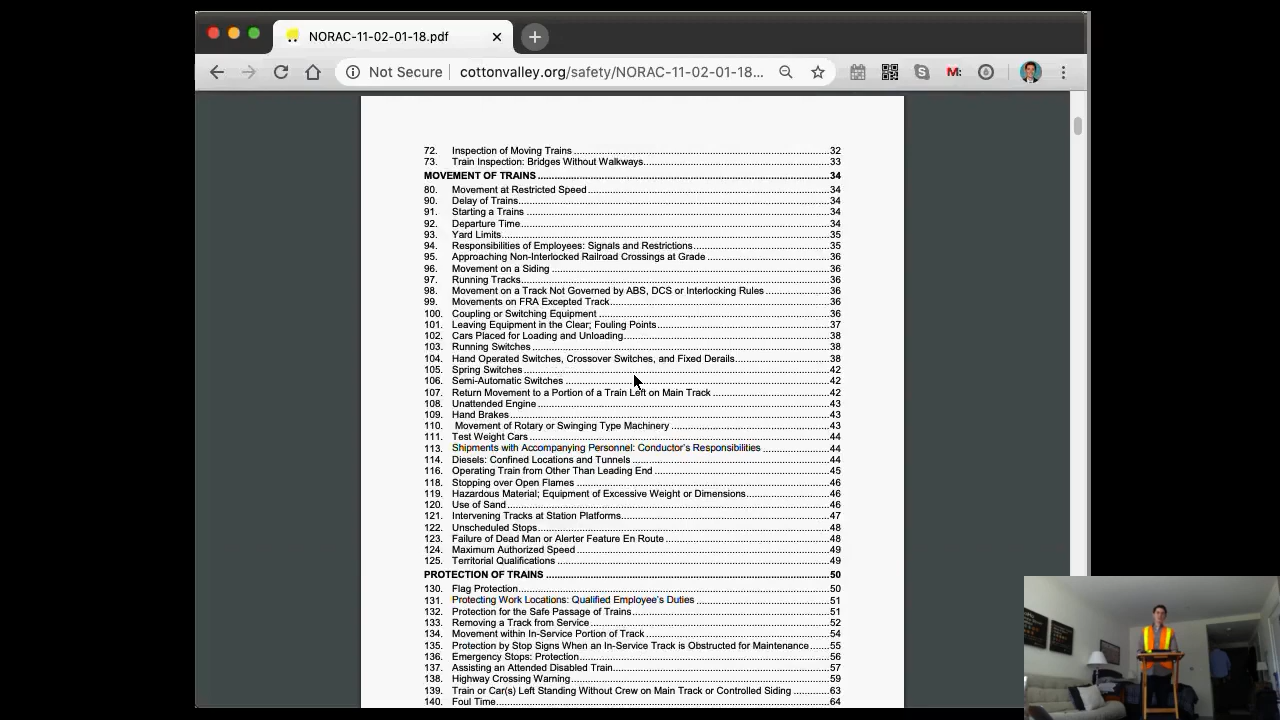 NORAC-11-02-01-18.pdf
Not Secure cottonvalley.org/safety/NORAC-11-02-01-18...
M:
72. Inspection of Moving Trains 32
73. Train Inspection: Bridges Without Walkways 33
MOVEMENT OF TRAINS 34
80. Movement at Restricted Speed 34
90. Delay of Trains 34
91. Starting a Trains 34
92. Departure Time 34
93. Yard Limits 35
94. Responsibilities of Employees: Signals and Restrictions 35
95. Approaching Non-Interlocked Railroad Crossings at Grade 36
96. Movement on a Siding 36
97. Running Tracks 36
98. Movement on a Track Not Governed by ABS, DCS or Interlocking Rules 36
99. Movements on FRA Excepted Track 36
100. Coupling or Switching Equipment 36
101. Leaving Equipment in the Clear; Fouling Points 37
102. Cars Placed for Loading and Unloading 38
103. Running Switches 38
104. Hand Operated Switches, Crossover Switches, and Fixed Derails 38
105. Spring Switches 42
106. Semi-Automatic Switches 42
107. Return Movement to a Portion of a Train Left on Main Track 42
108. Unattended Engine 43
109. Hand Brakes 43
110. Movement of Rotary or Swinging Type Machinery 43
111. Test Weight Cars 44
113. Shipments with Accompanying Personnel: Conductor's Responsibilities 44
114. Diesels: Confined Locations and Tunnels 44
116. Operating Train from Other Than Leading End 45
118. Stopping over Open Flames 46
119. Hazardous Material; Equipment of Excessive Weight or Dimensions 46
120. Use of Sand 46
121. Intervening Tracks at Station Platforms 47
122. Unscheduled Stops 48
123. Failure of Dead Man or Alerter Feature En Route 48
124. Maximum Authorized Speed 49
125. Territorial Qualifications 49
PROTECTION OF TRAINS 50
130. Flag Protection 50
131. Protecting Work Locations: Qualified Employee's Duties 51
132. Protection for the Safe Passage of Trains 51
133. Removing a Track from Service 52
134. Movement within In-Service Portion of Track 54
135. Protection by Stop Signs When an In-Service Track is Obstructed for Maintenance 55
136. Emergency Stops: Protection 56
137. Assisting an Attended Disabled Train 57
138. Highway Crossing Warning 59
139. Train or Car(s) Left Standing Without Crew on Main Track or Controlled Siding 63
140. Foul Time 64